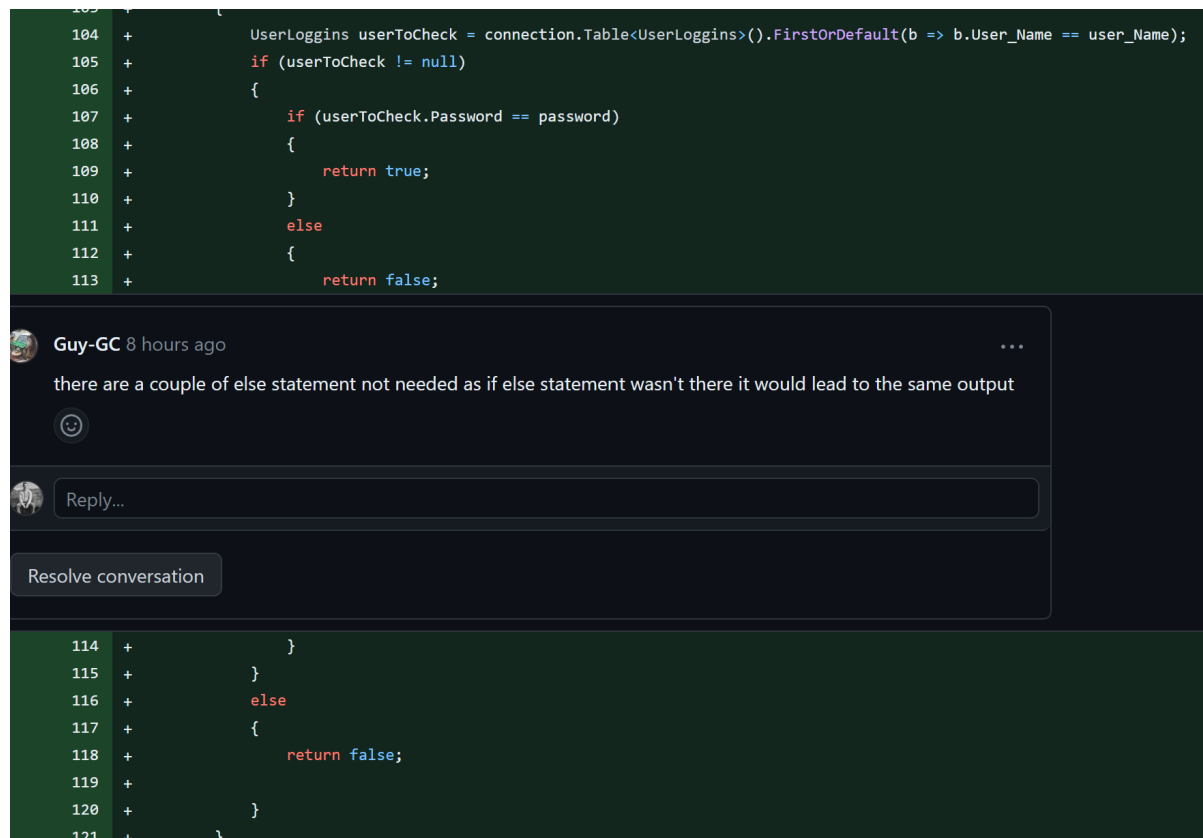 103 + {
104 + UserLoggins userToCheck = connection.Table<UserLoggins>().FirstOrDefault(b => b.User_Name == user_Name);
105 + if (userToCheck != null)
106 + {
107 + if (userToCheck.Password == password)
108 + {
109 + return true;
110 + }
111 + else
112 + {
113 + return false;
Guy-GC 8 hours ago
there are a couple of else statement not needed as if else statement wasn't there it would lead to the same output
Reply...
Resolve conversation
114 + }
115 + }
116 + else
117 + {
118 + return false;
119 +
120 + }
121 + }